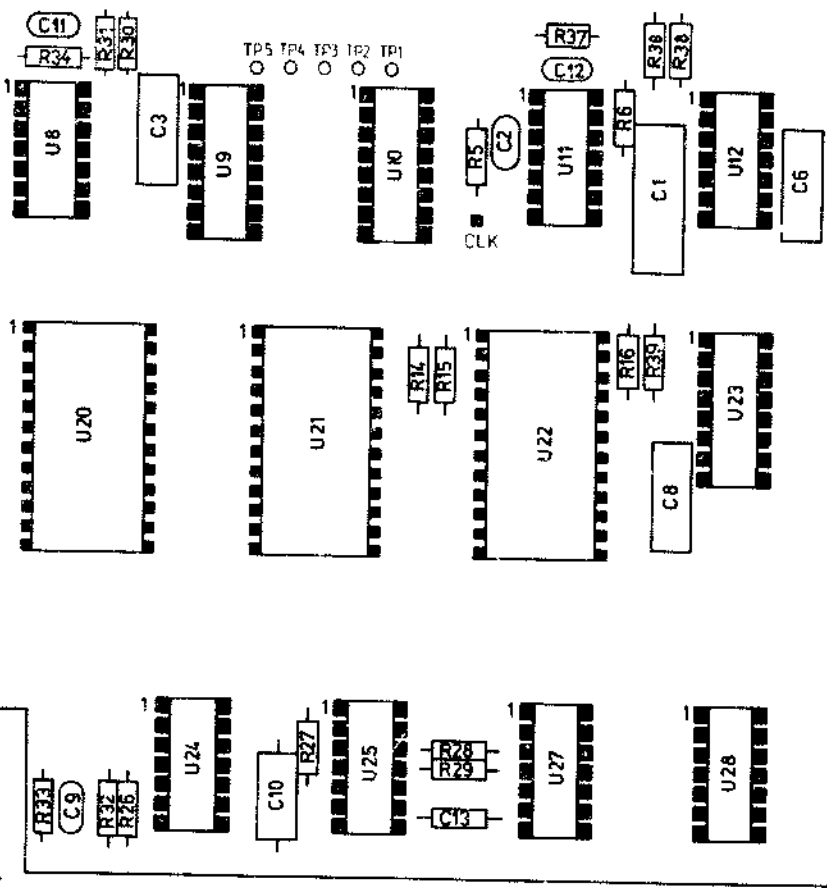 C11
R31
R30
R34
TP5 TP4 TP3 TP2 TP1
R37
R38
R38
C12
1
U8
C3
1
U9
1
U10
R5
C2
1
U11
R6
C1
1
U12
C6
CLK
1
U20
1
U21
R14
R15
1
U22
R16
R39
1
U23
C8
1
U24
R27
C10
1
U25
R28
R29
C13
1
U27
1
U28
R33
C9
R32
R26